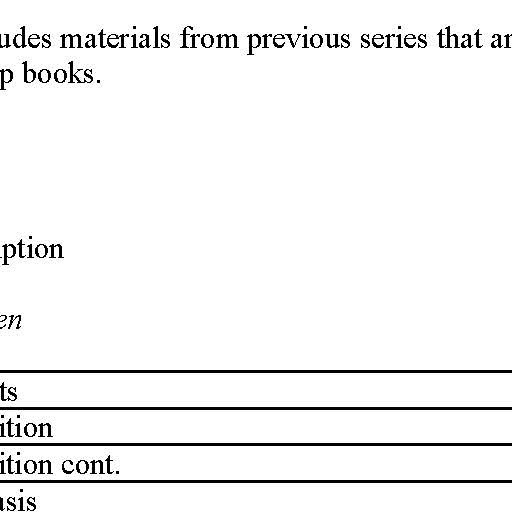 udes materials from previous series that ar
p books.
ption
en
ts
ition
ition cont.
asis